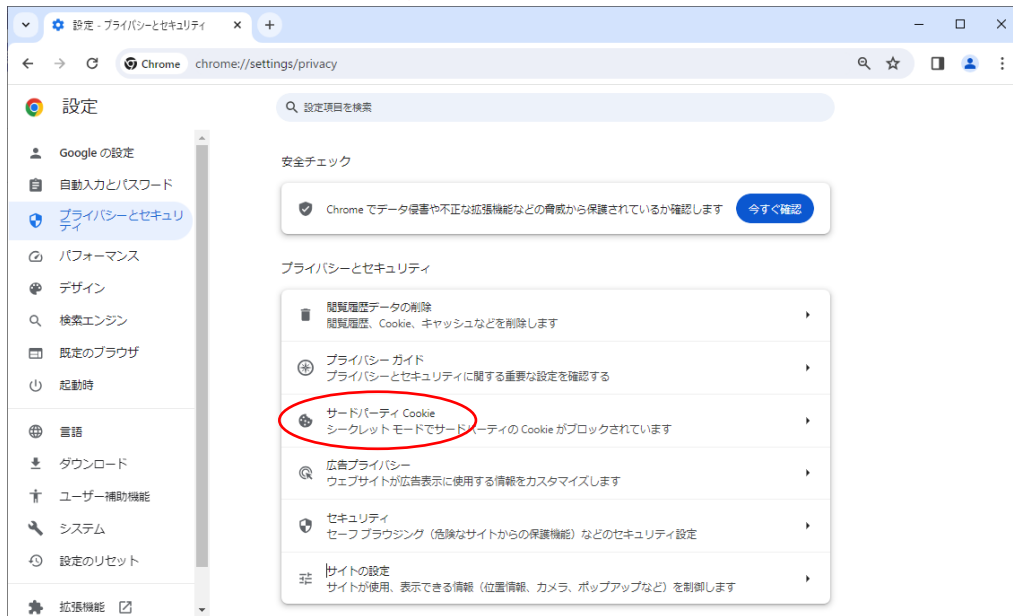 設定 - プライバシーとセキュリティ
Chrome
chrome://settings/privacy
設定
設定項目を検索
Google の設定
自動入力とパスワード
プライバシーとセキュリ
ティ
パフォーマンス
デザイン
検索エンジン
既定のブラウザ
起動時
言語
ダウンロード
ユーザー補助機能
システム
設定のリセット
拡張機能
安全チェック
Chrome でデータ侵害や不正な拡張機能などの脅威から保護されているか確認します
今すぐ確認
プライバシーとセキュリティ
閲覧履歴データの削除
閲覧履歴、Cookie、キャッシュなどを削除します
プライバシー ガイド
プライバシーとセキュリティに関する重要な設定を確認する
サードパーティ Cookie
シークレット モードでサードパーティの Cookie がブロックされています
広告プライバシー
ウェブサイトが広告表示に使用する情報をカスタマイズします
セキュリティ
セーフ ブラウジング（危険なサイトからの保護機能）などのセキュリティ設定
サイトの設定
サイトが使用、表示できる情報（位置情報、カメラ、ポップアップなど）を制御します